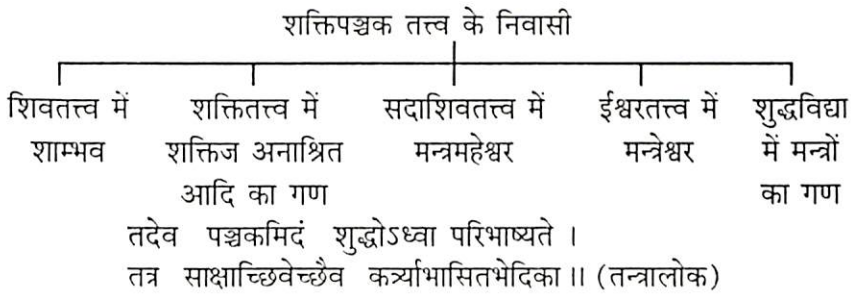 शक्तिपञ्चक तत्त्व के निवासी
शिवतत्त्व में शक्तितत्त्व में सदाशिवतत्त्व में ईश्वरतत्त्व में शुद्धविद्या
शाम्भव शक्तिज अनाश्रित मन्त्रमहेश्वर मन्त्रेश्वर में मन्त्रों
आदि का गण का गण
तदेव पञ्चकमिदं शुद्धोऽध्वा परिभाष्यते ।
तत्र साक्षाच्छिवेच्छैव कर्त्र्याभासितभेदिका ।। (तन्त्रालोक)